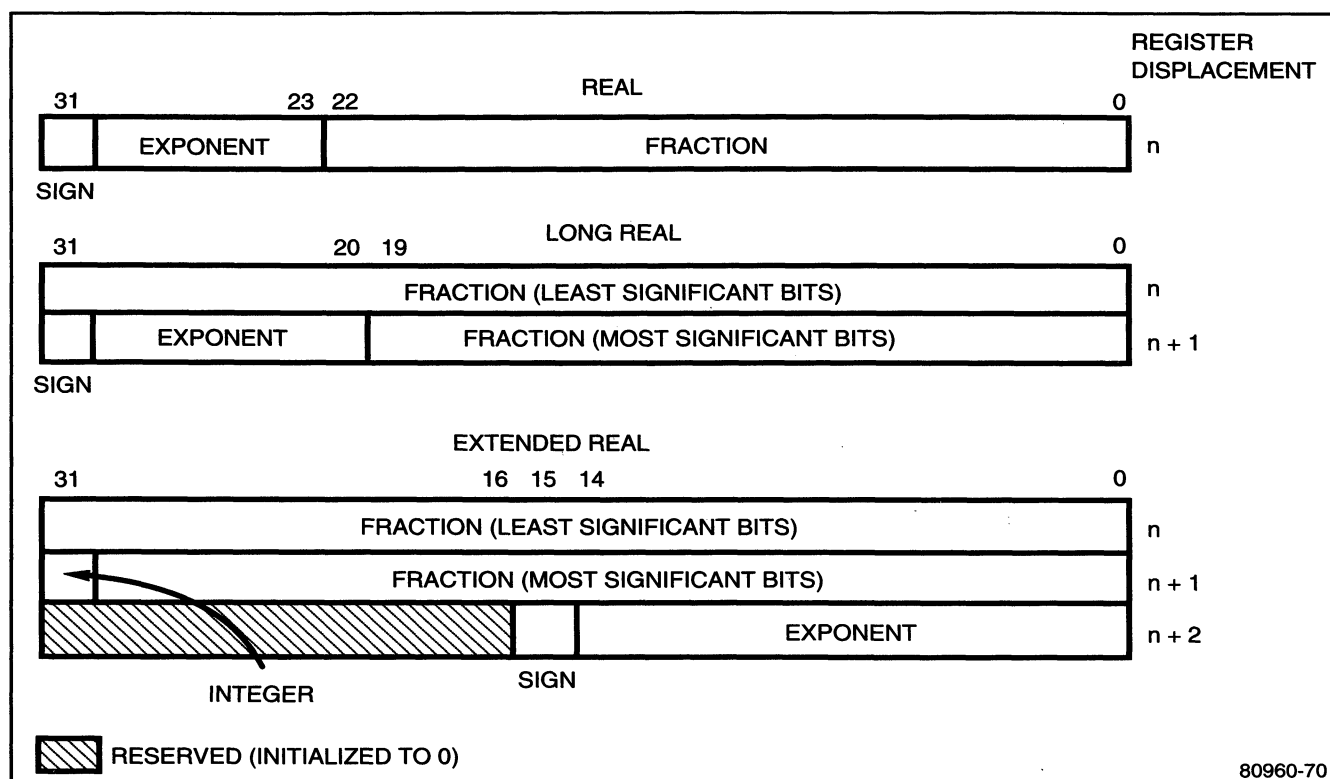 REGISTER
DISPLACEMENT
REAL
31 23 22 0
EXPONENT FRACTION n
SIGN
LONG REAL
31 20 19 0
FRACTION (LEAST SIGNIFICANT BITS) n
EXPONENT FRACTION (MOST SIGNIFICANT BITS) n + 1
SIGN
EXTENDED REAL
31 16 15 14 0
FRACTION (LEAST SIGNIFICANT BITS) n
FRACTION (MOST SIGNIFICANT BITS) n + 1
EXPONENT n + 2
INTEGER SIGN
RESERVED (INITIALIZED TO 0)
80960-70